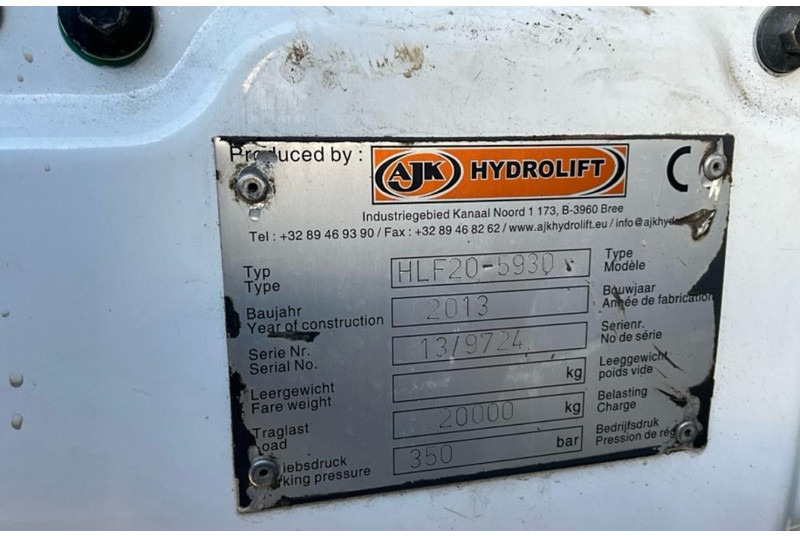 Produced by : AJK HYDROLIFT C
Industriegebied Kanaal Noord 1 173, B-3960 Bree
Tel : +32 89 46 93 90 / Fax : +32 89 46 82 62 / www.ajkhydrolift.eu / info@ajkhyd
Typ
Type
HLF20-5930
Type
Modèle
Baujahr
Year of construction
2013
Bouwjaar
Année de fabrication
Serie Nr.
Serial No.
13/9724
Serienr.
No de série
Leergewicht
Fare weight
kg
Leeggewicht
poids vide
Traglast
oad
20000 kg
Belasting
Charge
iebsdruck
rking pressure
350 bar
Bedrijfsdruk
Pression de rég